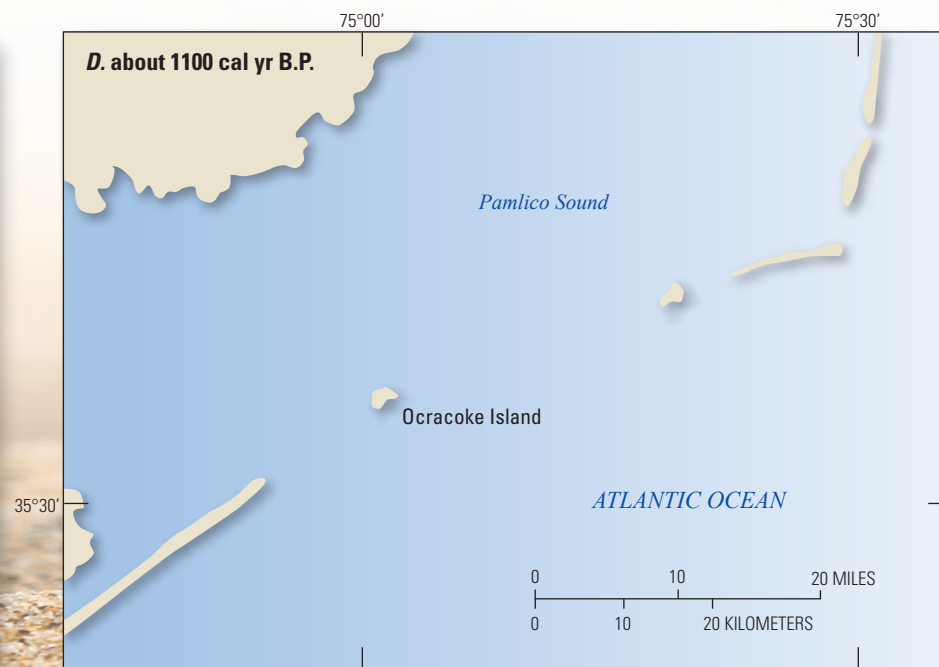 75°00′
75°30′
D. about 1100 cal yr B.P.
Pamlico Sound
Ocracoke Island
35°30′
ATLANTIC OCEAN
0
10
20 MILES
0
10
20 KILOMETERS